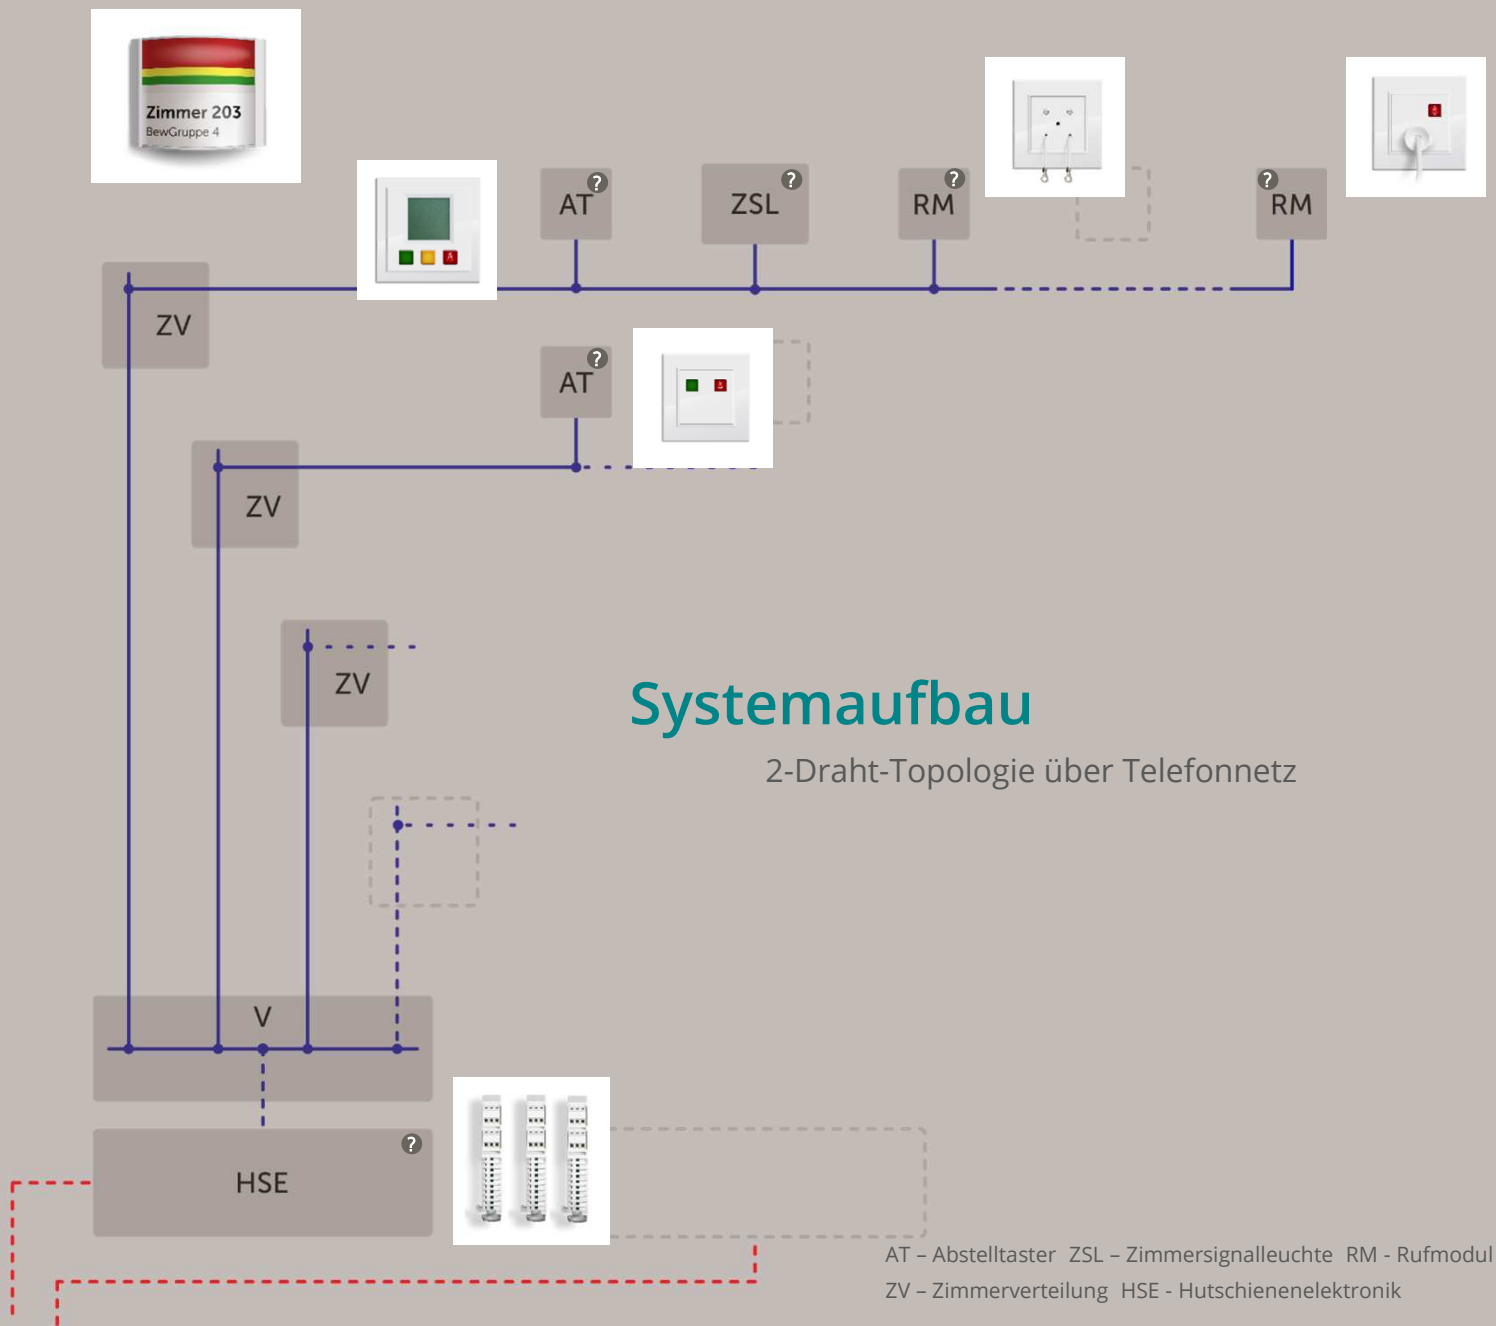 Zimmer 203
BewGruppe 4
AT ?
ZSL ?
RM ?
? RM
A
ZV
AT ?
ZV
ZV
Systemaufbau
2-Draht-Topologie über Telefonnetz
V
HSE ?
AT – Abstelltaster ZSL – Zimmersignalleuchte RM - Rufmodul
ZV – Zimmerverteilung HSE - Hutschienenelektronik